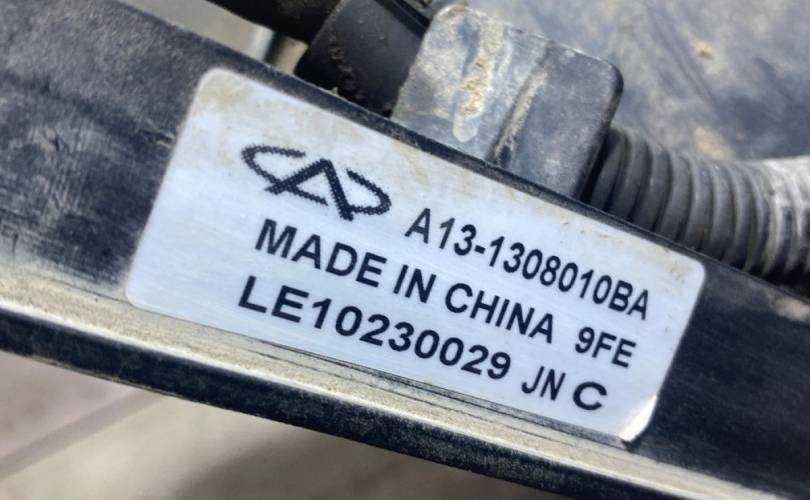 A13-1308010BA
MADE IN CHINA 9FE
LE10230029 JN C